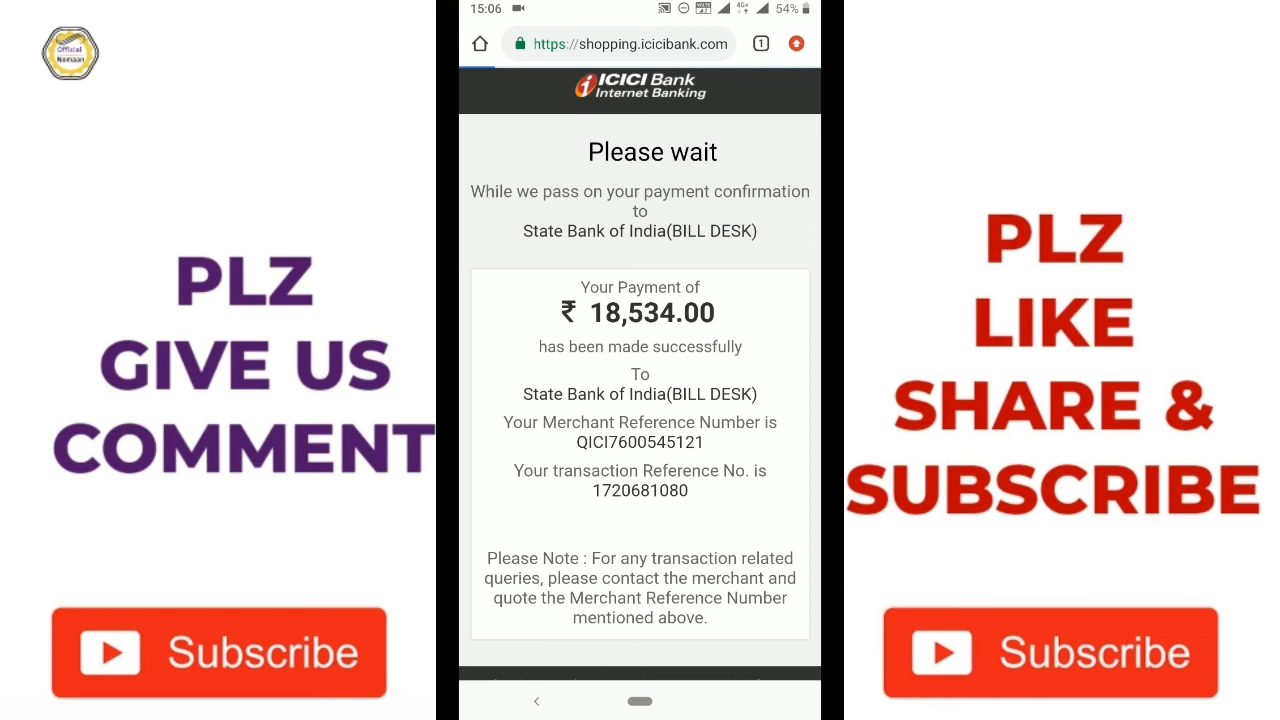 Official
Nomaan
PLZ
GIVE US
COMMENT
Subscribe
15:06
4G+
54%
https://shopping.icicibank.com
1
ICICI Bank
Internet Banking
Please wait
While we pass on your payment confirmation
to
State Bank of India(BILL DESK)
Your Payment of
₹ 18,534.00
has been made successfully
To
State Bank of India(BILL DESK)
Your Merchant Reference Number is
QICI7600545121
Your transaction Reference No. is
1720681080
Please Note : For any transaction related
queries, please contact the merchant and
quote the Merchant Reference Number
mentioned above.
PLZ
LIKE
SHARE &
SUBSCRIBE
Subscribe